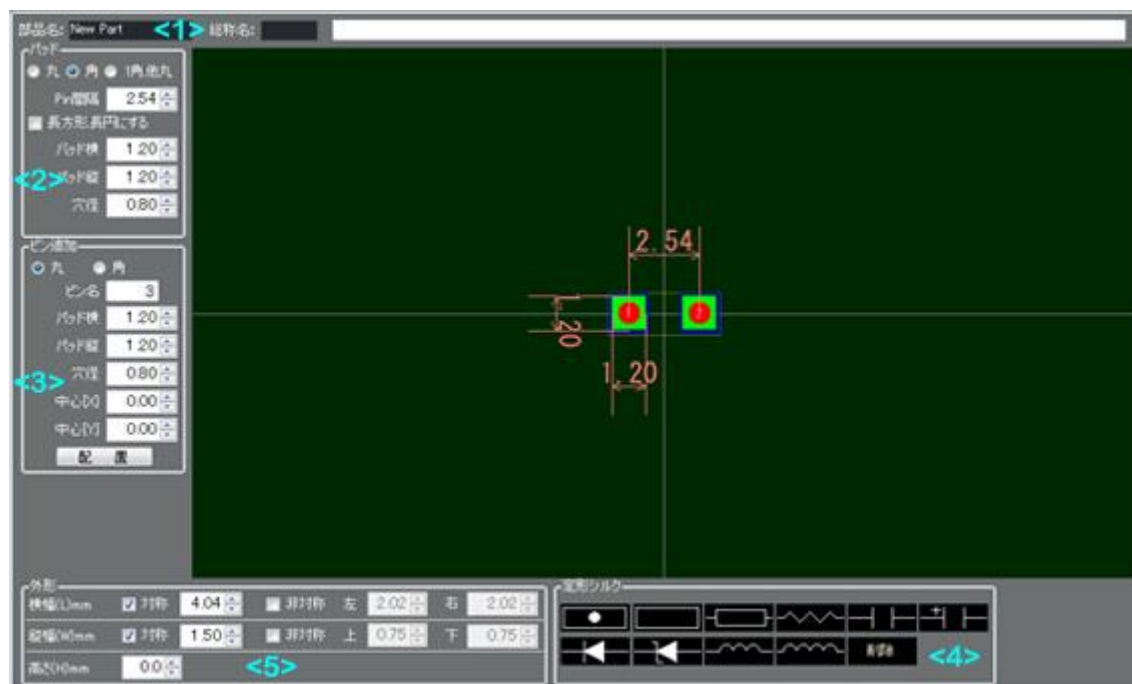 部品名: New Part <1> 総称名:
パッド
丸 角 1角他丸
Pin間隔 2.54
長方形,長円にする
パッド横 1.20
<2> パッド縦 1.20
穴径 0.80
ピン追加
丸 角
ピン名 3
パッド横 1.20
パッド縦 1.20
<3> 穴径 0.80
中心[X] 0.00
中心[Y] 0.00
配 置
2.54
1.20
1.20
外形
横幅(L)mm 対称 4.04 非対称 左 2.02 右 2.02
縦幅(W)mm 対称 1.50 非対称 上 0.75 下 0.75
高さ(H)mm 0.0 <5>
定形シルク
<4>